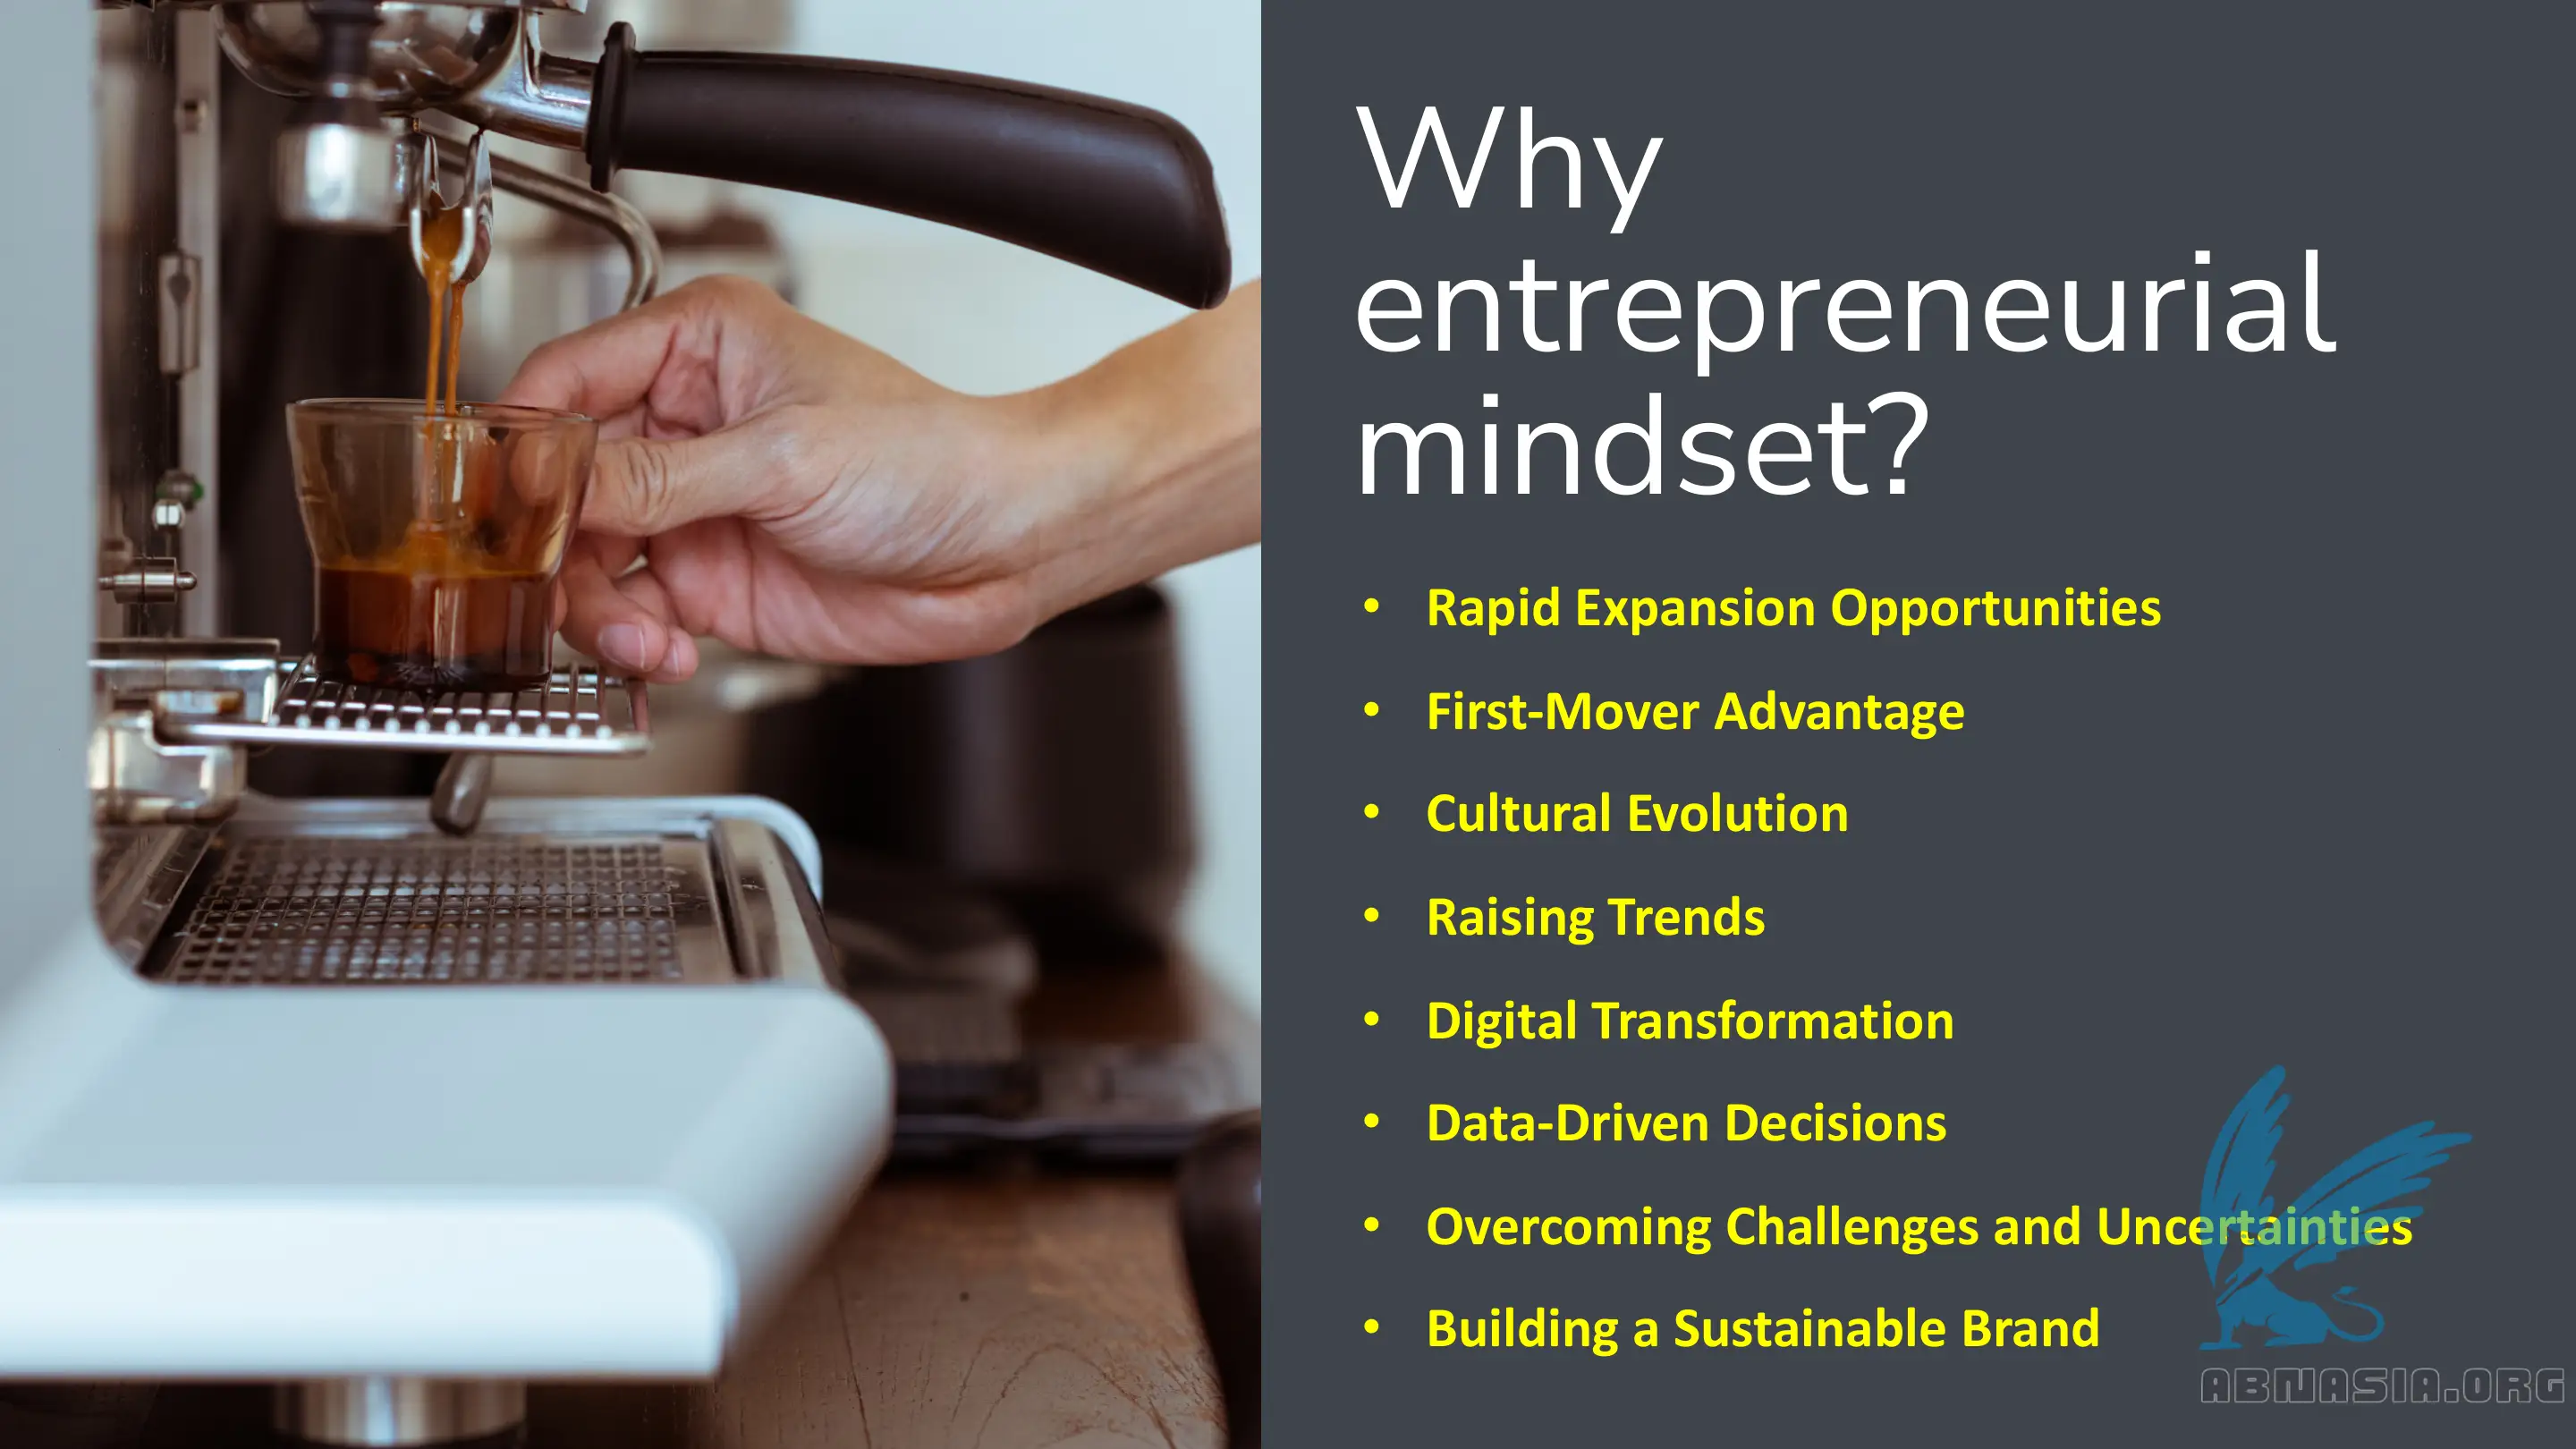 Why
entrepreneurial
mindset?
• Rapid Expansion Opportunities
• First-Mover Advantage
• Cultural Evolution
• Raising Trends
• Digital Transformation
• Data-Driven Decisions
• Overcoming Challenges and Uncertainties
• Building a Sustainable Brand
ABNASIA.ORG